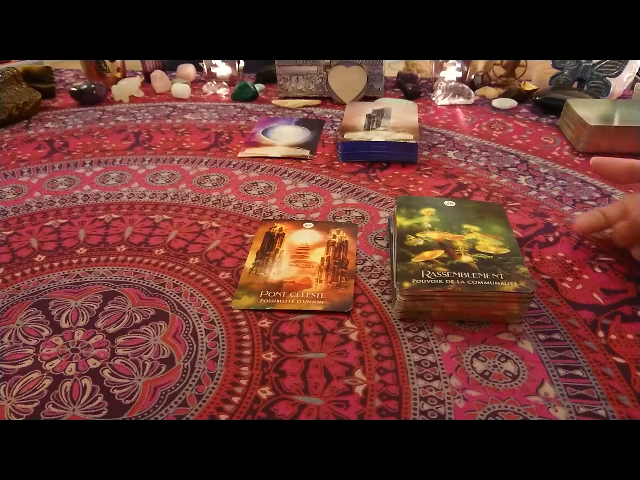 PONT CÉLESTE
POSSIBILITÉ D'UNION
RASSEMBLEMENT
POUVOIR DE LA COMMUNAUTÉ